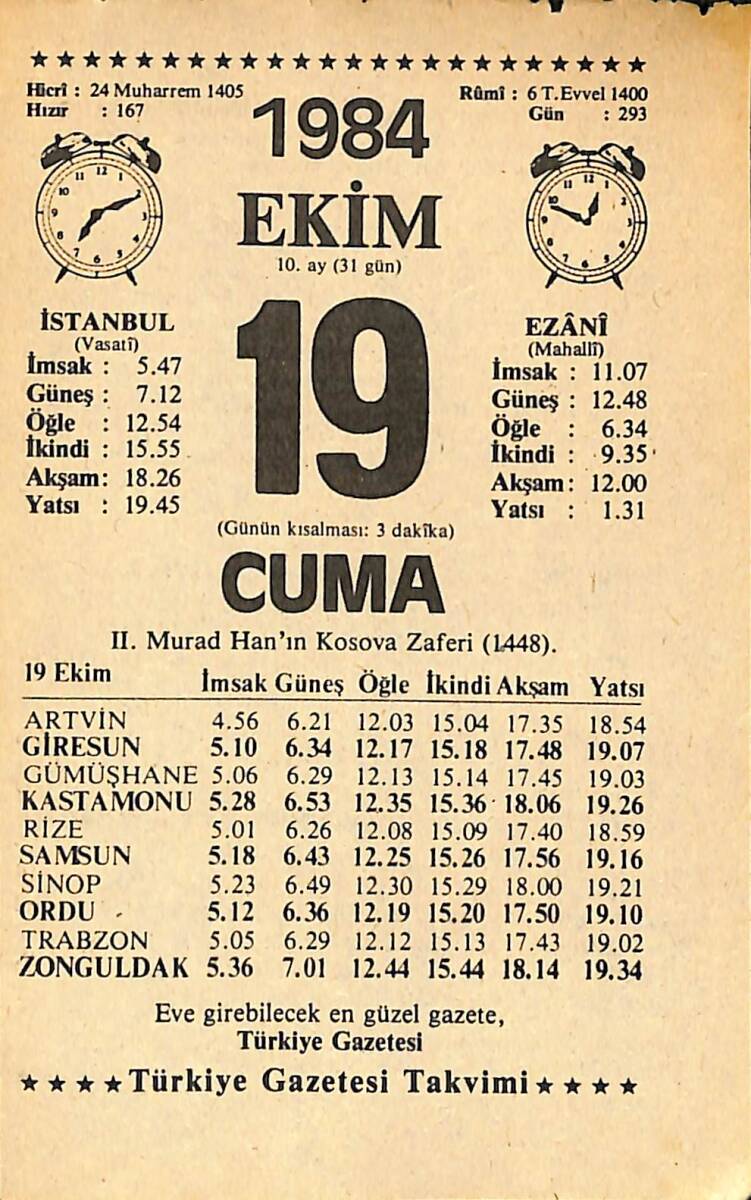 ★★★★★★★★★★★★★★★★★★★★★★★★
Hicrî : 24 Muharrem 1405
Hızır : 167
1984
Rûmî : 6 T.Evvel 1400
Gün : 293
EKİM
10. ay (31 gün)
19
İSTANBUL
(Vasatî)
İmsak : 5.47
Güneş : 7.12
Öğle : 12.54
İkindi : 15.55
Akşam: 18.26
Yatsı : 19.45
EZÂNÎ
(Mahallî)
İmsak : 11.07
Güneş : 12.48
Öğle : 6.34
İkindi : 9.35
Akşam: 12.00
Yatsı : 1.31
(Günün kısalması: 3 dakîka)
CUMA
II. Murad Han'ın Kosova Zaferi (1448).
19 Ekim İmsak Güneş Öğle İkindi Akşam Yatsı
ARTVİN 4.56 6.21 12.03 15.04 17.35 18.54
GİRESUN 5.10 6.34 12.17 15.18 17.48 19.07
GÜMÜŞHANE 5.06 6.29 12.13 15.14 17.45 19.03
KASTAMONU 5.28 6.53 12.35 15.36 18.06 19.26
RİZE 5.01 6.26 12.08 15.09 17.40 18.59
SAMSUN 5.18 6.43 12.25 15.26 17.56 19.16
SİNOP 5.23 6.49 12.30 15.29 18.00 19.21
ORDU 5.12 6.36 12.19 15.20 17.50 19.10
TRABZON 5.05 6.29 12.12 15.13 17.43 19.02
ZONGULDAK 5.36 7.01 12.44 15.44 18.14 19.34
Eve girebilecek en güzel gazete,
Türkiye Gazetesi
★★★★Türkiye Gazetesi Takvimi★★★★